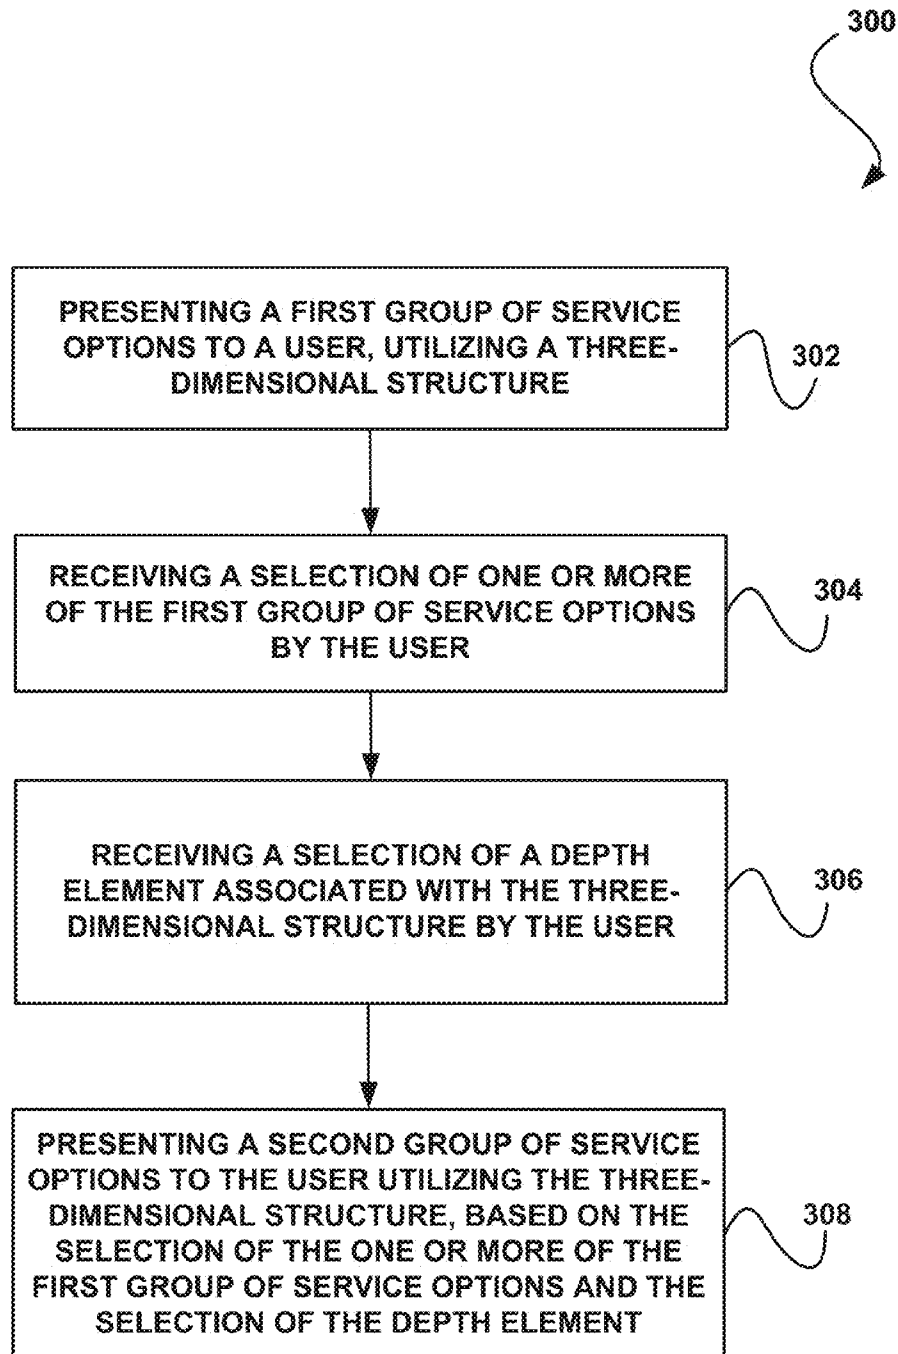 300
PRESENTING A FIRST GROUP OF SERVICE
OPTIONS TO A USER, UTILIZING A THREE-
DIMENSIONAL STRUCTURE
302
RECEIVING A SELECTION OF ONE OR MORE
OF THE FIRST GROUP OF SERVICE OPTIONS
BY THE USER
304
RECEIVING A SELECTION OF A DEPTH
ELEMENT ASSOCIATED WITH THE THREE-
DIMENSIONAL STRUCTURE BY THE USER
306
PRESENTING A SECOND GROUP OF SERVICE
OPTIONS TO THE USER UTILIZING THE THREE-
DIMENSIONAL STRUCTURE, BASED ON THE
SELECTION OF THE ONE OR MORE OF THE
FIRST GROUP OF SERVICE OPTIONS AND THE
SELECTION OF THE DEPTH ELEMENT
308